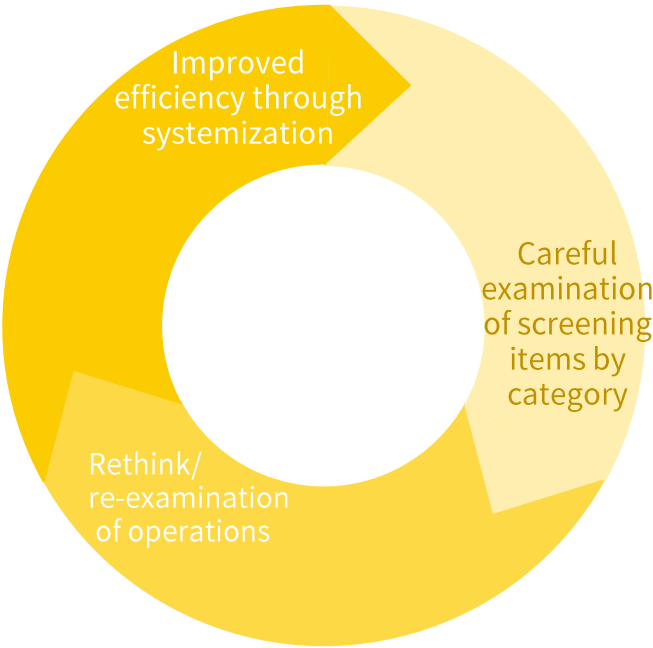 Improved
efficiency through
systemization
Careful
examination
of screening
items by
category
Rethink/
re-examination
of operations